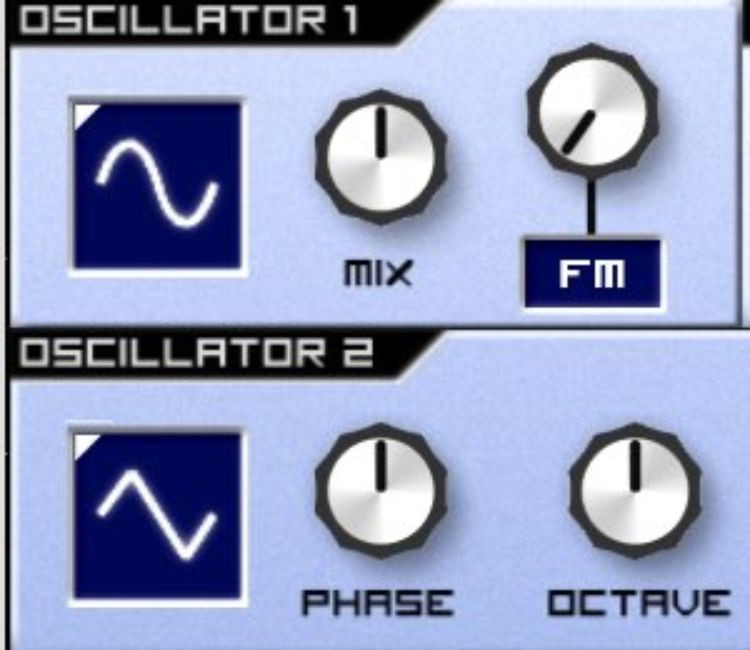 OSCILLATOR 1
MIX
FM
OSCILLATOR 2
PHASE
OCTAVE